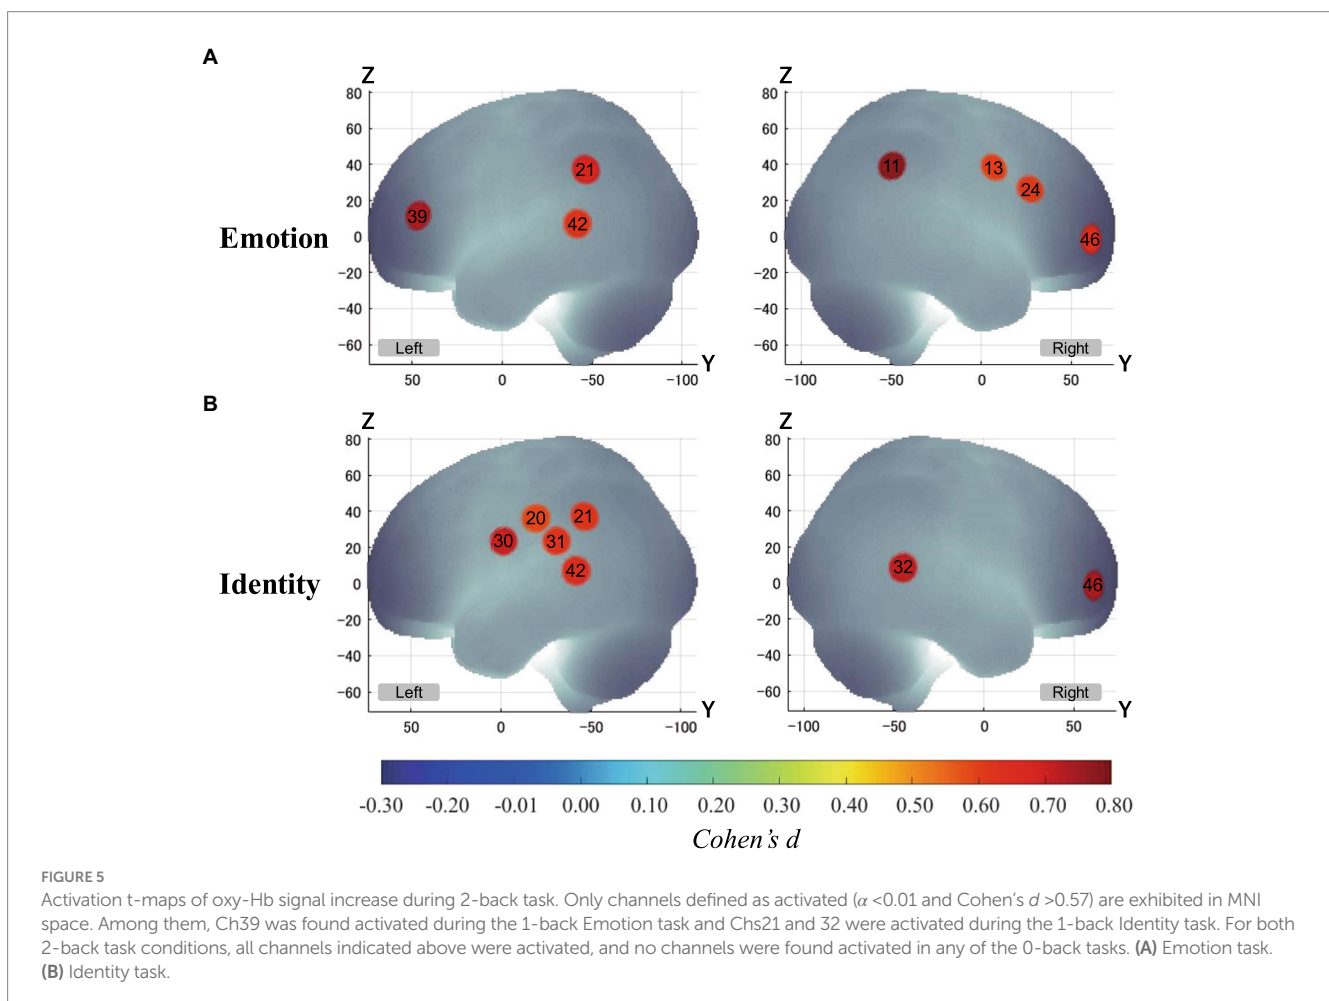 A
Z
Z
80
60
40
20
0
−20
−40
−60
21
39
42
Left
50
0
−50
−100
Y
80
60
40
20
0
−20
−40
−60
11
13
24
46
Right
−100
−50
0
50
Y
Emotion
B
Z
Z
80
60
40
20
0
−20
−40
−60
20
21
30
31
42
Left
50
0
−50
−100
Y
80
60
40
20
0
−20
−40
−60
32
46
Right
−100
−50
0
50
Y
Identity
-0.30 -0.20 -0.01 0.00 0.10 0.20 0.30 0.40 0.50 0.60 0.70 0.80
Cohen's d
FIGURE 5
Activation t-maps of oxy-Hb signal increase during 2-back task. Only channels defined as activated (α <0.01 and Cohen's d >0.57) are exhibited in MNI
space. Among them, Ch39 was found activated during the 1-back Emotion task and Chs21 and 32 were activated during the 1-back Identity task. For both
2-back task conditions, all channels indicated above were activated, and no channels were found activated in any of the 0-back tasks. (A) Emotion task.
(B) Identity task.